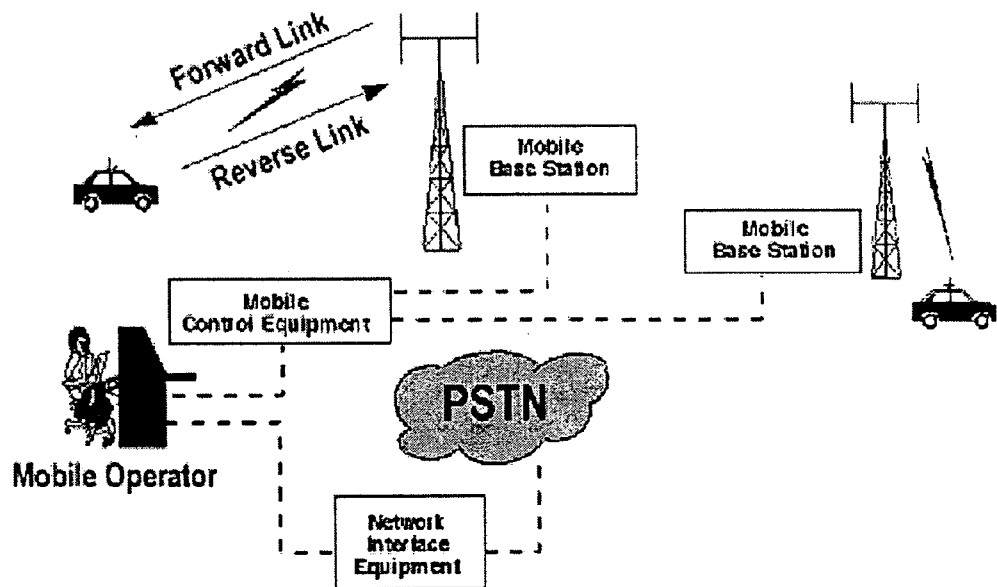 Forward Link
Reverse Link
Mobile
Base Station
Mobile
Base Station
Mobile
Control Equipment
PSTN
Mobile Operator
Network
Interface
Equipment